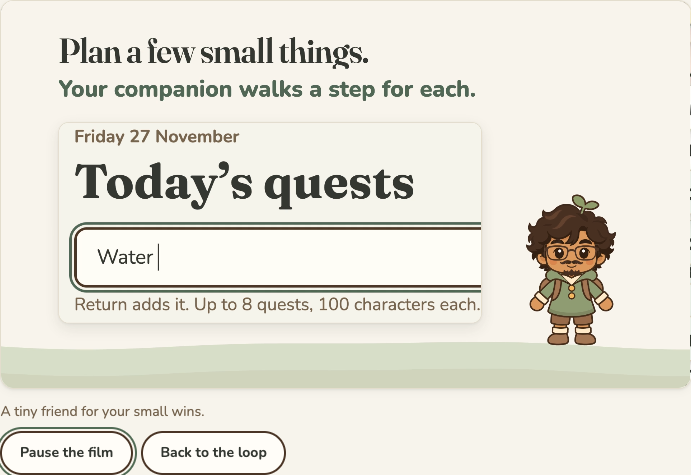 Plan a few small things.
Your companion walks a step for each.
Friday 27 November
Today’s quests
Water
Return adds it. Up to 8 quests, 100 characters each.
A tiny friend for your small wins.
Pause the film
Back to the loop